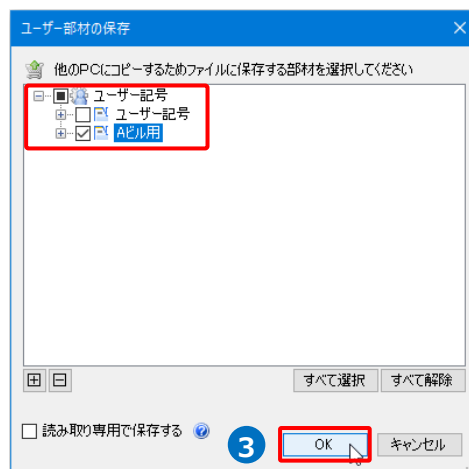 ユーザー部材の保存
他のPCにコピーするためファイルに保存する部材を選択してください
ユーザー記号
ユーザー記号
Aビル用
すべて選択 すべて解除
読み取り専用で保存する
3 OK キャンセル